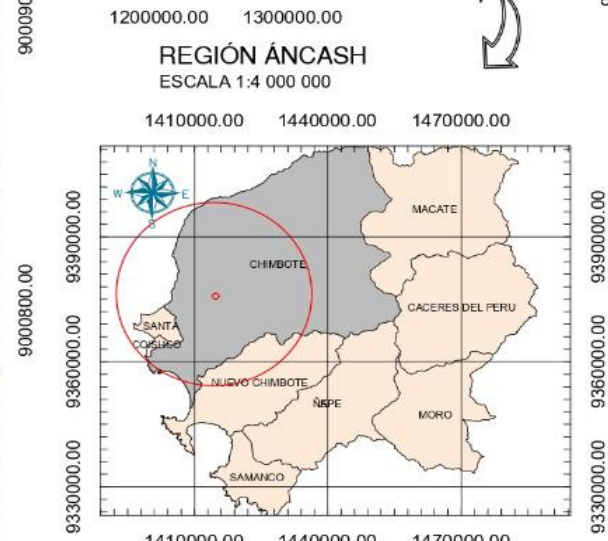 900090
1200000.00 1300000.00
REGIÓN ÁNCASH
ESCALA 1:4 000 000
1410000.00 1440000.00 1470000.00
N
W E
S
MACATE
9390000.00 9390000.00
CHIMBOTE
9000800.00
CACERES DEL PERU
SANTA
COISHCO
9360000.00 9360000.00
NUEVO CHIMBOTE
ÑEPE
MORO
SAMANCO
9330000.00 9330000.00
1410000.00 1440000.00 1470000.00